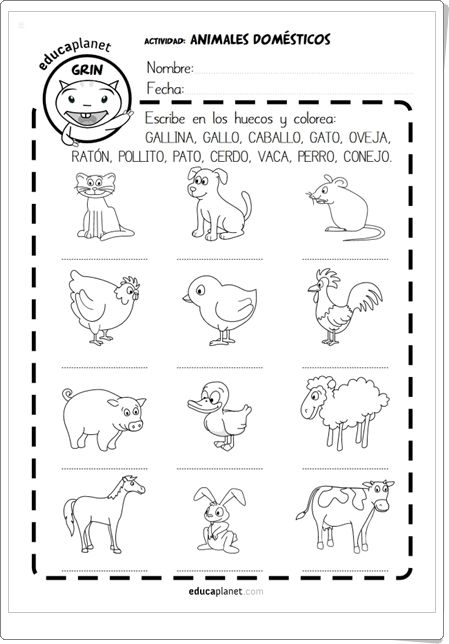 educaplanet
GRIN
ACTIVIDAD: ANIMALES DOMÉSTICOS
Nombre:
Fecha:
Escribe en los huecos y colorea:
GALLINA, GALLO, CABALLO, GATO, OVEJA,
RATÓN, POLLITO, PATO, CERDO, VACA, PERRO, CONEJO.
educaplanet.com